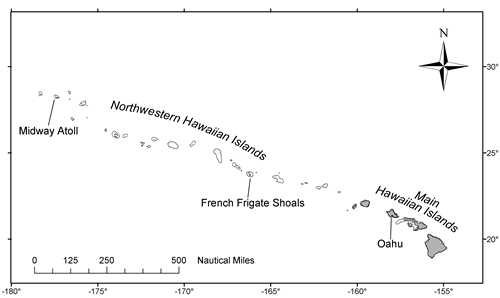 N
30°
Northwestern Hawaiian Islands
Midway Atoll
25°
French Frigate Shoals
Main
Hawaiian Islands
Oahu
20°
0 125 250 500 Nautical Miles
-180° -175° -170° -165° -160° -155°